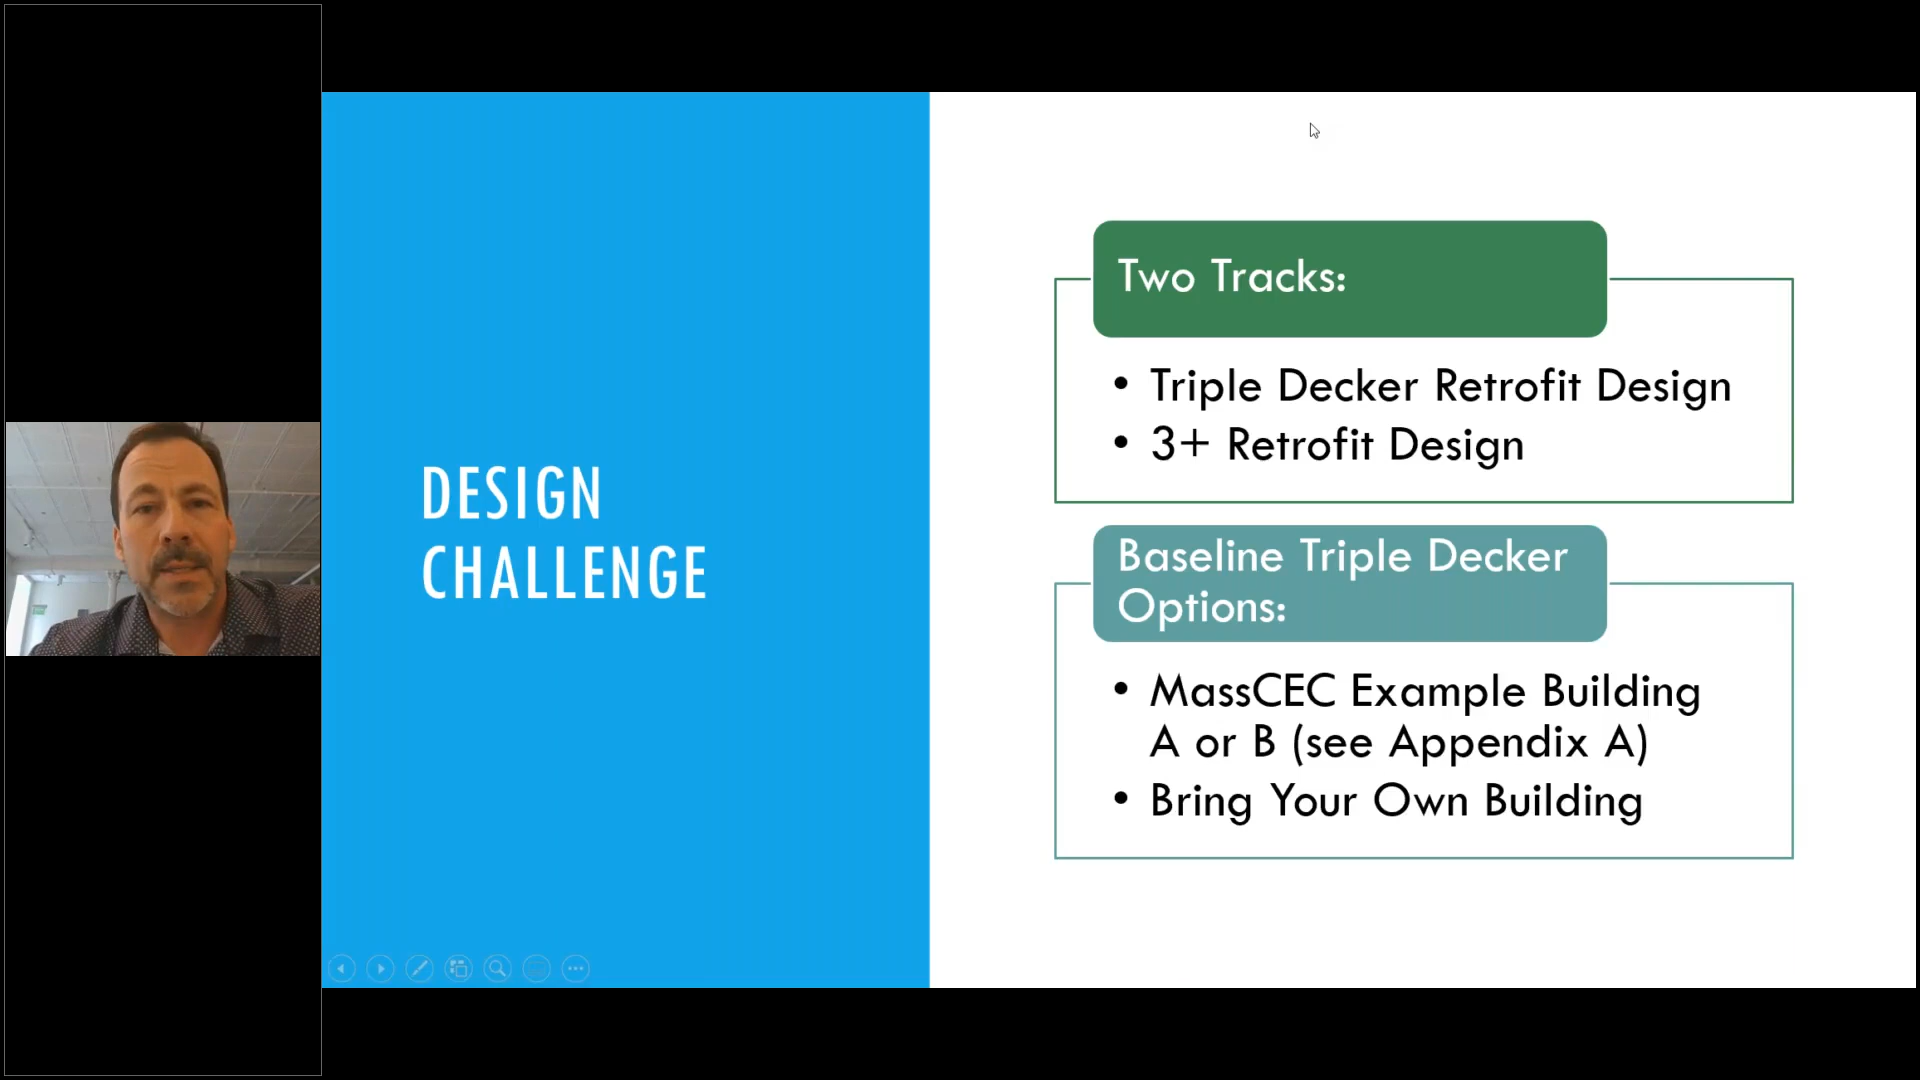 DESIGN
CHALLENGE
Two Tracks:
• Triple Decker Retrofit Design
• 3+ Retrofit Design
Baseline Triple Decker
Options:
• MassCEC Example Building
A or B (see Appendix A)
• Bring Your Own Building